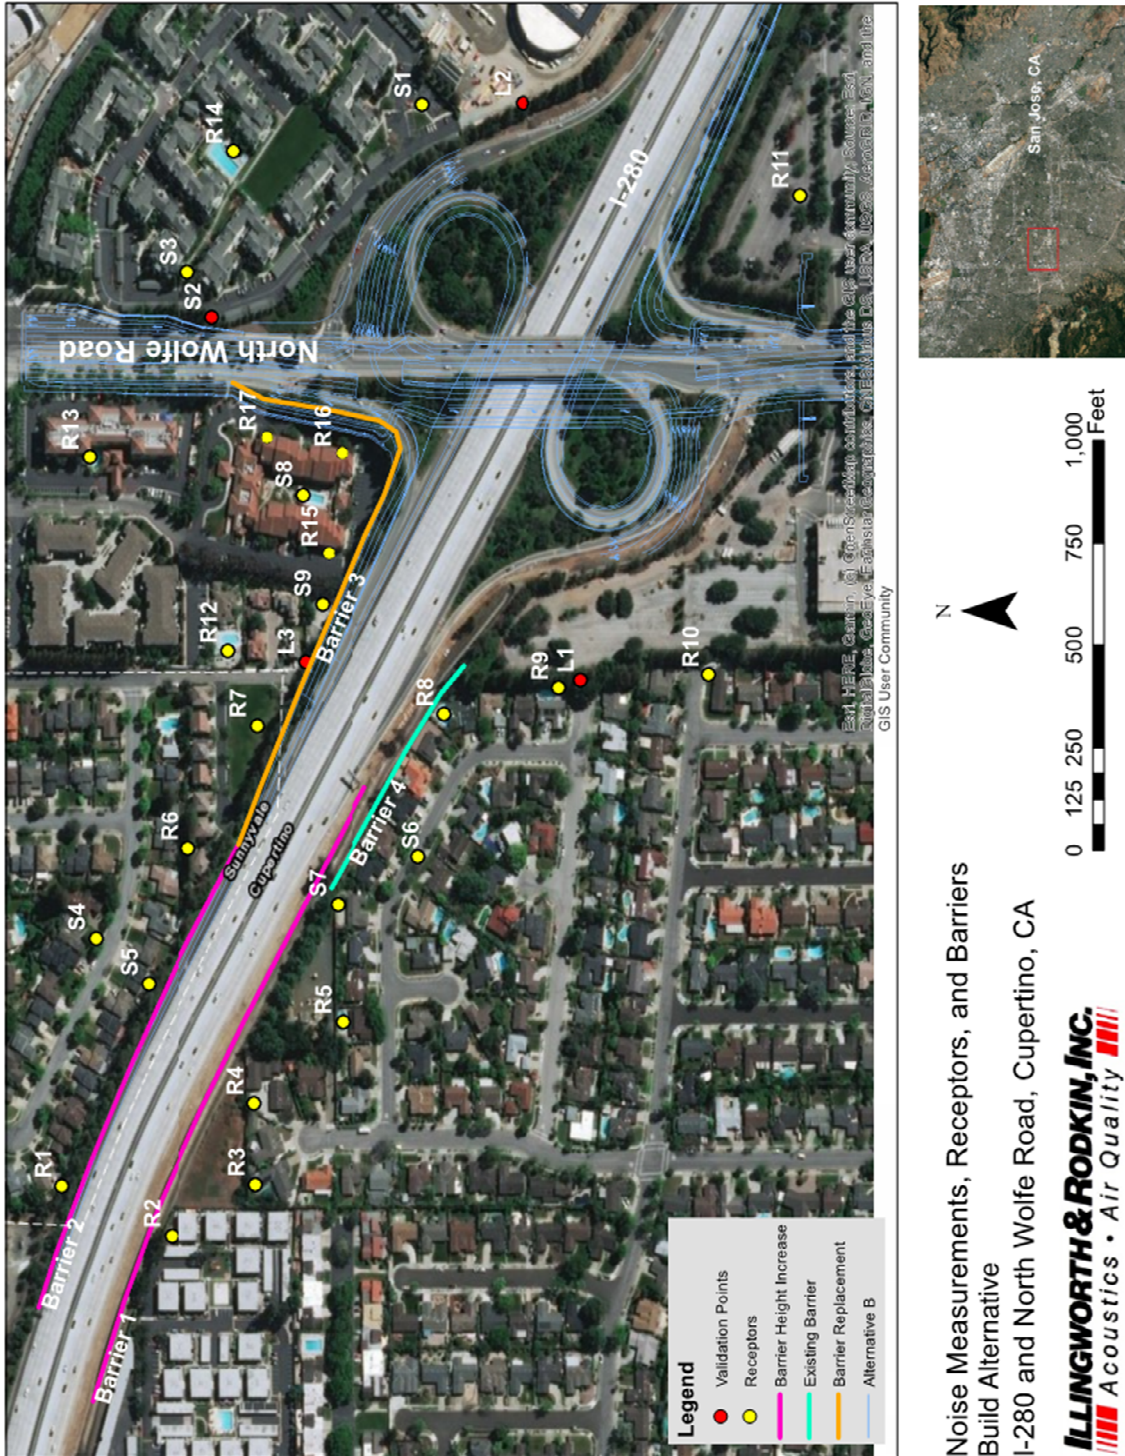 R1
R2
R3
R4
R5
R6
R7
R8
R9
R10
R11
R12
R13
R14
R15
R16
R17
S1
S2
S3
S4
S5
S6
S7
S8
S9
L1
L2
L3
Barrier 1
Barrier 2
Barrier 3
Barrier 4
Sunnyvale
Cupertino
North Wolfe Road
I-280
GIS User Community
Legend
Validation Points
Receptors
Barrier Height Increase
Existing Barrier
Barrier Replacement
Alternative B
Noise Measurements, Receptors, and Barriers
Build Alternative
I-280 and North Wolfe Road, Cupertino, CA
ILLINGWORTH & RODKIN, INC.
Acoustics • Air Quality
N
0 125 250 500 750 1,000
Feet
San Jose, CA